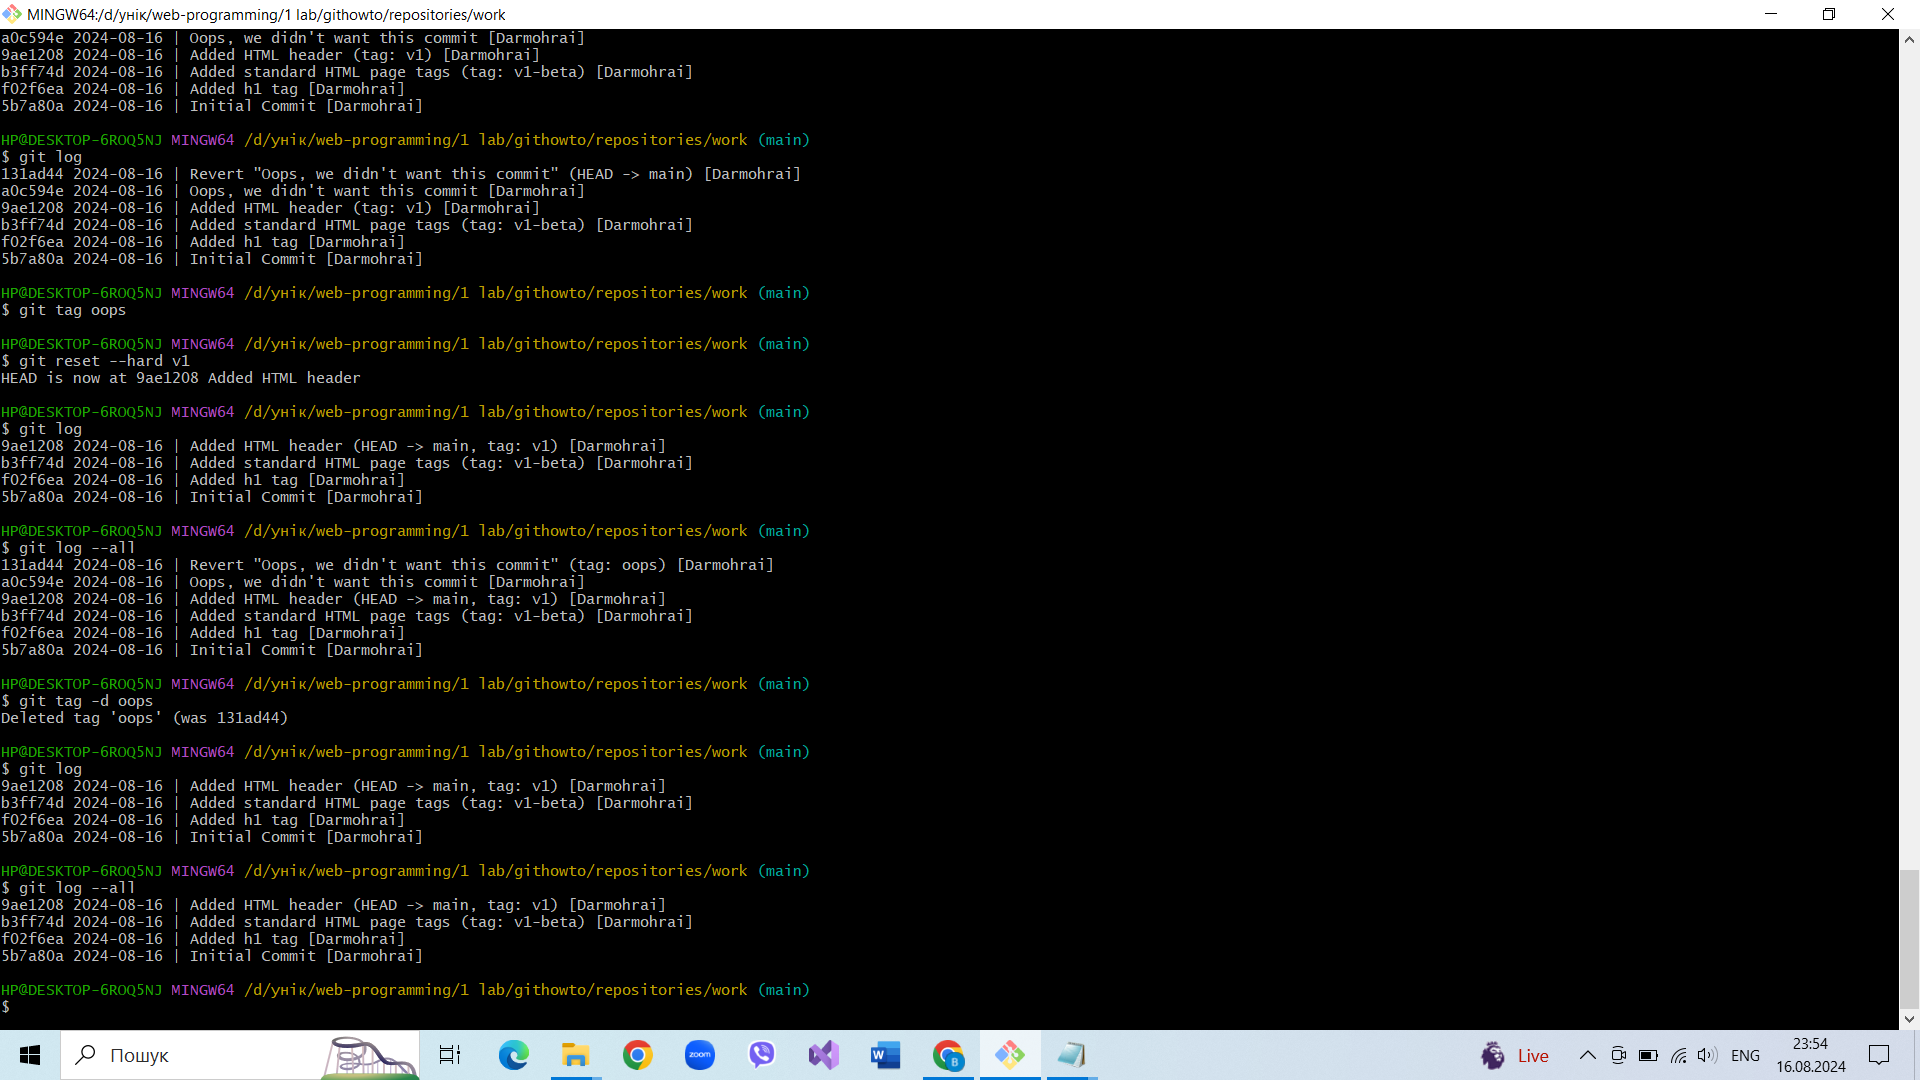 MINGW64:/d/унік/web-programming/1 lab/githowto/repositories/work
a0c594e 2024-08-16 | Oops, we didn't want this commit [Darmohrai]
9ae1208 2024-08-16 | Added HTML header (tag: v1) [Darmohrai]
b3ff74d 2024-08-16 | Added standard HTML page tags (tag: v1-beta) [Darmohrai]
f02f6ea 2024-08-16 | Added h1 tag [Darmohrai]
5b7a80a 2024-08-16 | Initial Commit [Darmohrai]
HP@DESKTOP-6ROQ5NJ MINGW64 /d/унік/web-programming/1 lab/githowto/repositories/work (main)
$ git log
131ad44 2024-08-16 | Revert "Oops, we didn't want this commit" (HEAD -> main) [Darmohrai]
a0c594e 2024-08-16 | Oops, we didn't want this commit [Darmohrai]
9ae1208 2024-08-16 | Added HTML header (tag: v1) [Darmohrai]
b3ff74d 2024-08-16 | Added standard HTML page tags (tag: v1-beta) [Darmohrai]
f02f6ea 2024-08-16 | Added h1 tag [Darmohrai]
5b7a80a 2024-08-16 | Initial Commit [Darmohrai]
HP@DESKTOP-6ROQ5NJ MINGW64 /d/унік/web-programming/1 lab/githowto/repositories/work (main)
$ git tag oops
HP@DESKTOP-6ROQ5NJ MINGW64 /d/унік/web-programming/1 lab/githowto/repositories/work (main)
$ git reset --hard v1
HEAD is now at 9ae1208 Added HTML header
HP@DESKTOP-6ROQ5NJ MINGW64 /d/унік/web-programming/1 lab/githowto/repositories/work (main)
$ git log
9ae1208 2024-08-16 | Added HTML header (HEAD -> main, tag: v1) [Darmohrai]
b3ff74d 2024-08-16 | Added standard HTML page tags (tag: v1-beta) [Darmohrai]
f02f6ea 2024-08-16 | Added h1 tag [Darmohrai]
5b7a80a 2024-08-16 | Initial Commit [Darmohrai]
HP@DESKTOP-6ROQ5NJ MINGW64 /d/унік/web-programming/1 lab/githowto/repositories/work (main)
$ git log --all
131ad44 2024-08-16 | Revert "Oops, we didn't want this commit" (tag: oops) [Darmohrai]
a0c594e 2024-08-16 | Oops, we didn't want this commit [Darmohrai]
9ae1208 2024-08-16 | Added HTML header (HEAD -> main, tag: v1) [Darmohrai]
b3ff74d 2024-08-16 | Added standard HTML page tags (tag: v1-beta) [Darmohrai]
f02f6ea 2024-08-16 | Added h1 tag [Darmohrai]
5b7a80a 2024-08-16 | Initial Commit [Darmohrai]
HP@DESKTOP-6ROQ5NJ MINGW64 /d/унік/web-programming/1 lab/githowto/repositories/work (main)
$ git tag -d oops
Deleted tag 'oops' (was 131ad44)
HP@DESKTOP-6ROQ5NJ MINGW64 /d/унік/web-programming/1 lab/githowto/repositories/work (main)
$ git log
9ae1208 2024-08-16 | Added HTML header (HEAD -> main, tag: v1) [Darmohrai]
b3ff74d 2024-08-16 | Added standard HTML page tags (tag: v1-beta) [Darmohrai]
f02f6ea 2024-08-16 | Added h1 tag [Darmohrai]
5b7a80a 2024-08-16 | Initial Commit [Darmohrai]
HP@DESKTOP-6ROQ5NJ MINGW64 /d/унік/web-programming/1 lab/githowto/repositories/work (main)
$ git log --all
9ae1208 2024-08-16 | Added HTML header (HEAD -> main, tag: v1) [Darmohrai]
b3ff74d 2024-08-16 | Added standard HTML page tags (tag: v1-beta) [Darmohrai]
f02f6ea 2024-08-16 | Added h1 tag [Darmohrai]
5b7a80a 2024-08-16 | Initial Commit [Darmohrai]
HP@DESKTOP-6ROQ5NJ MINGW64 /d/унік/web-programming/1 lab/githowto/repositories/work (main)
$
Пошук
zoom
W
B
Live
ENG
23:54
16.08.2024